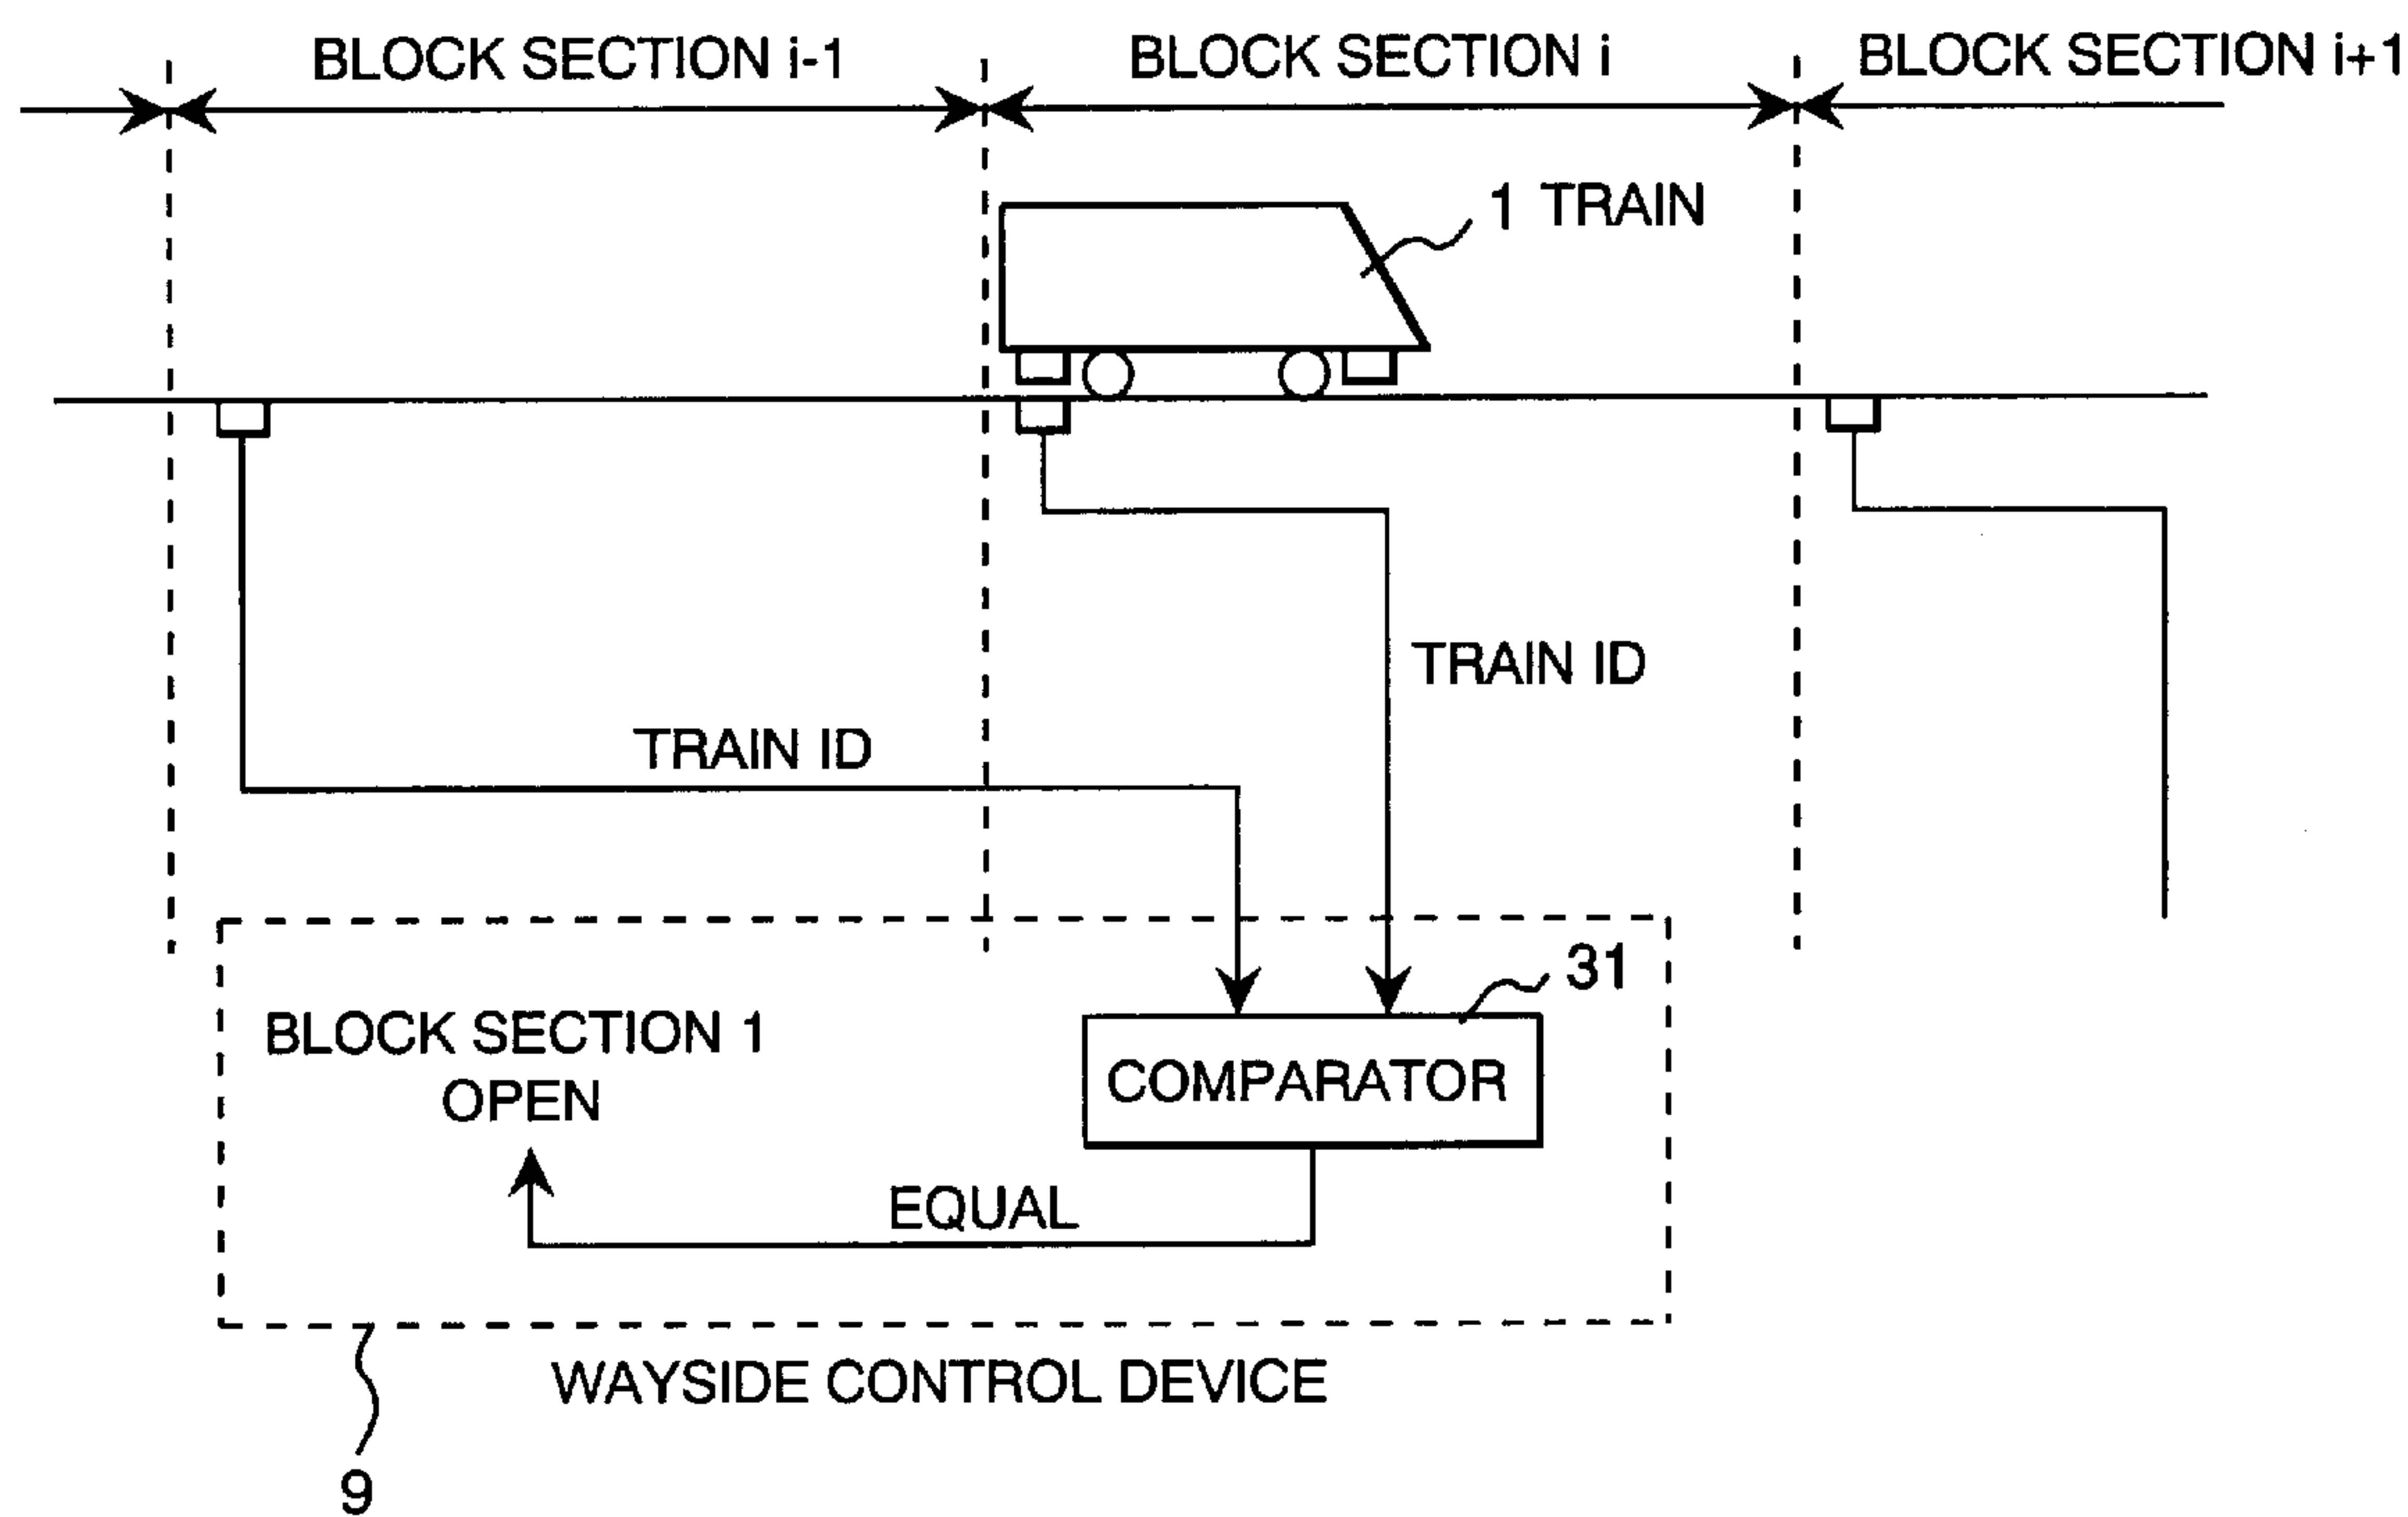 BLOCK SECTION i-1
BLOCK SECTION i
BLOCK SECTION i+1
1 TRAIN
TRAIN ID
TRAIN ID
31
BLOCK SECTION 1
OPEN
COMPARATOR
EQUAL
WAYSIDE CONTROL DEVICE
9